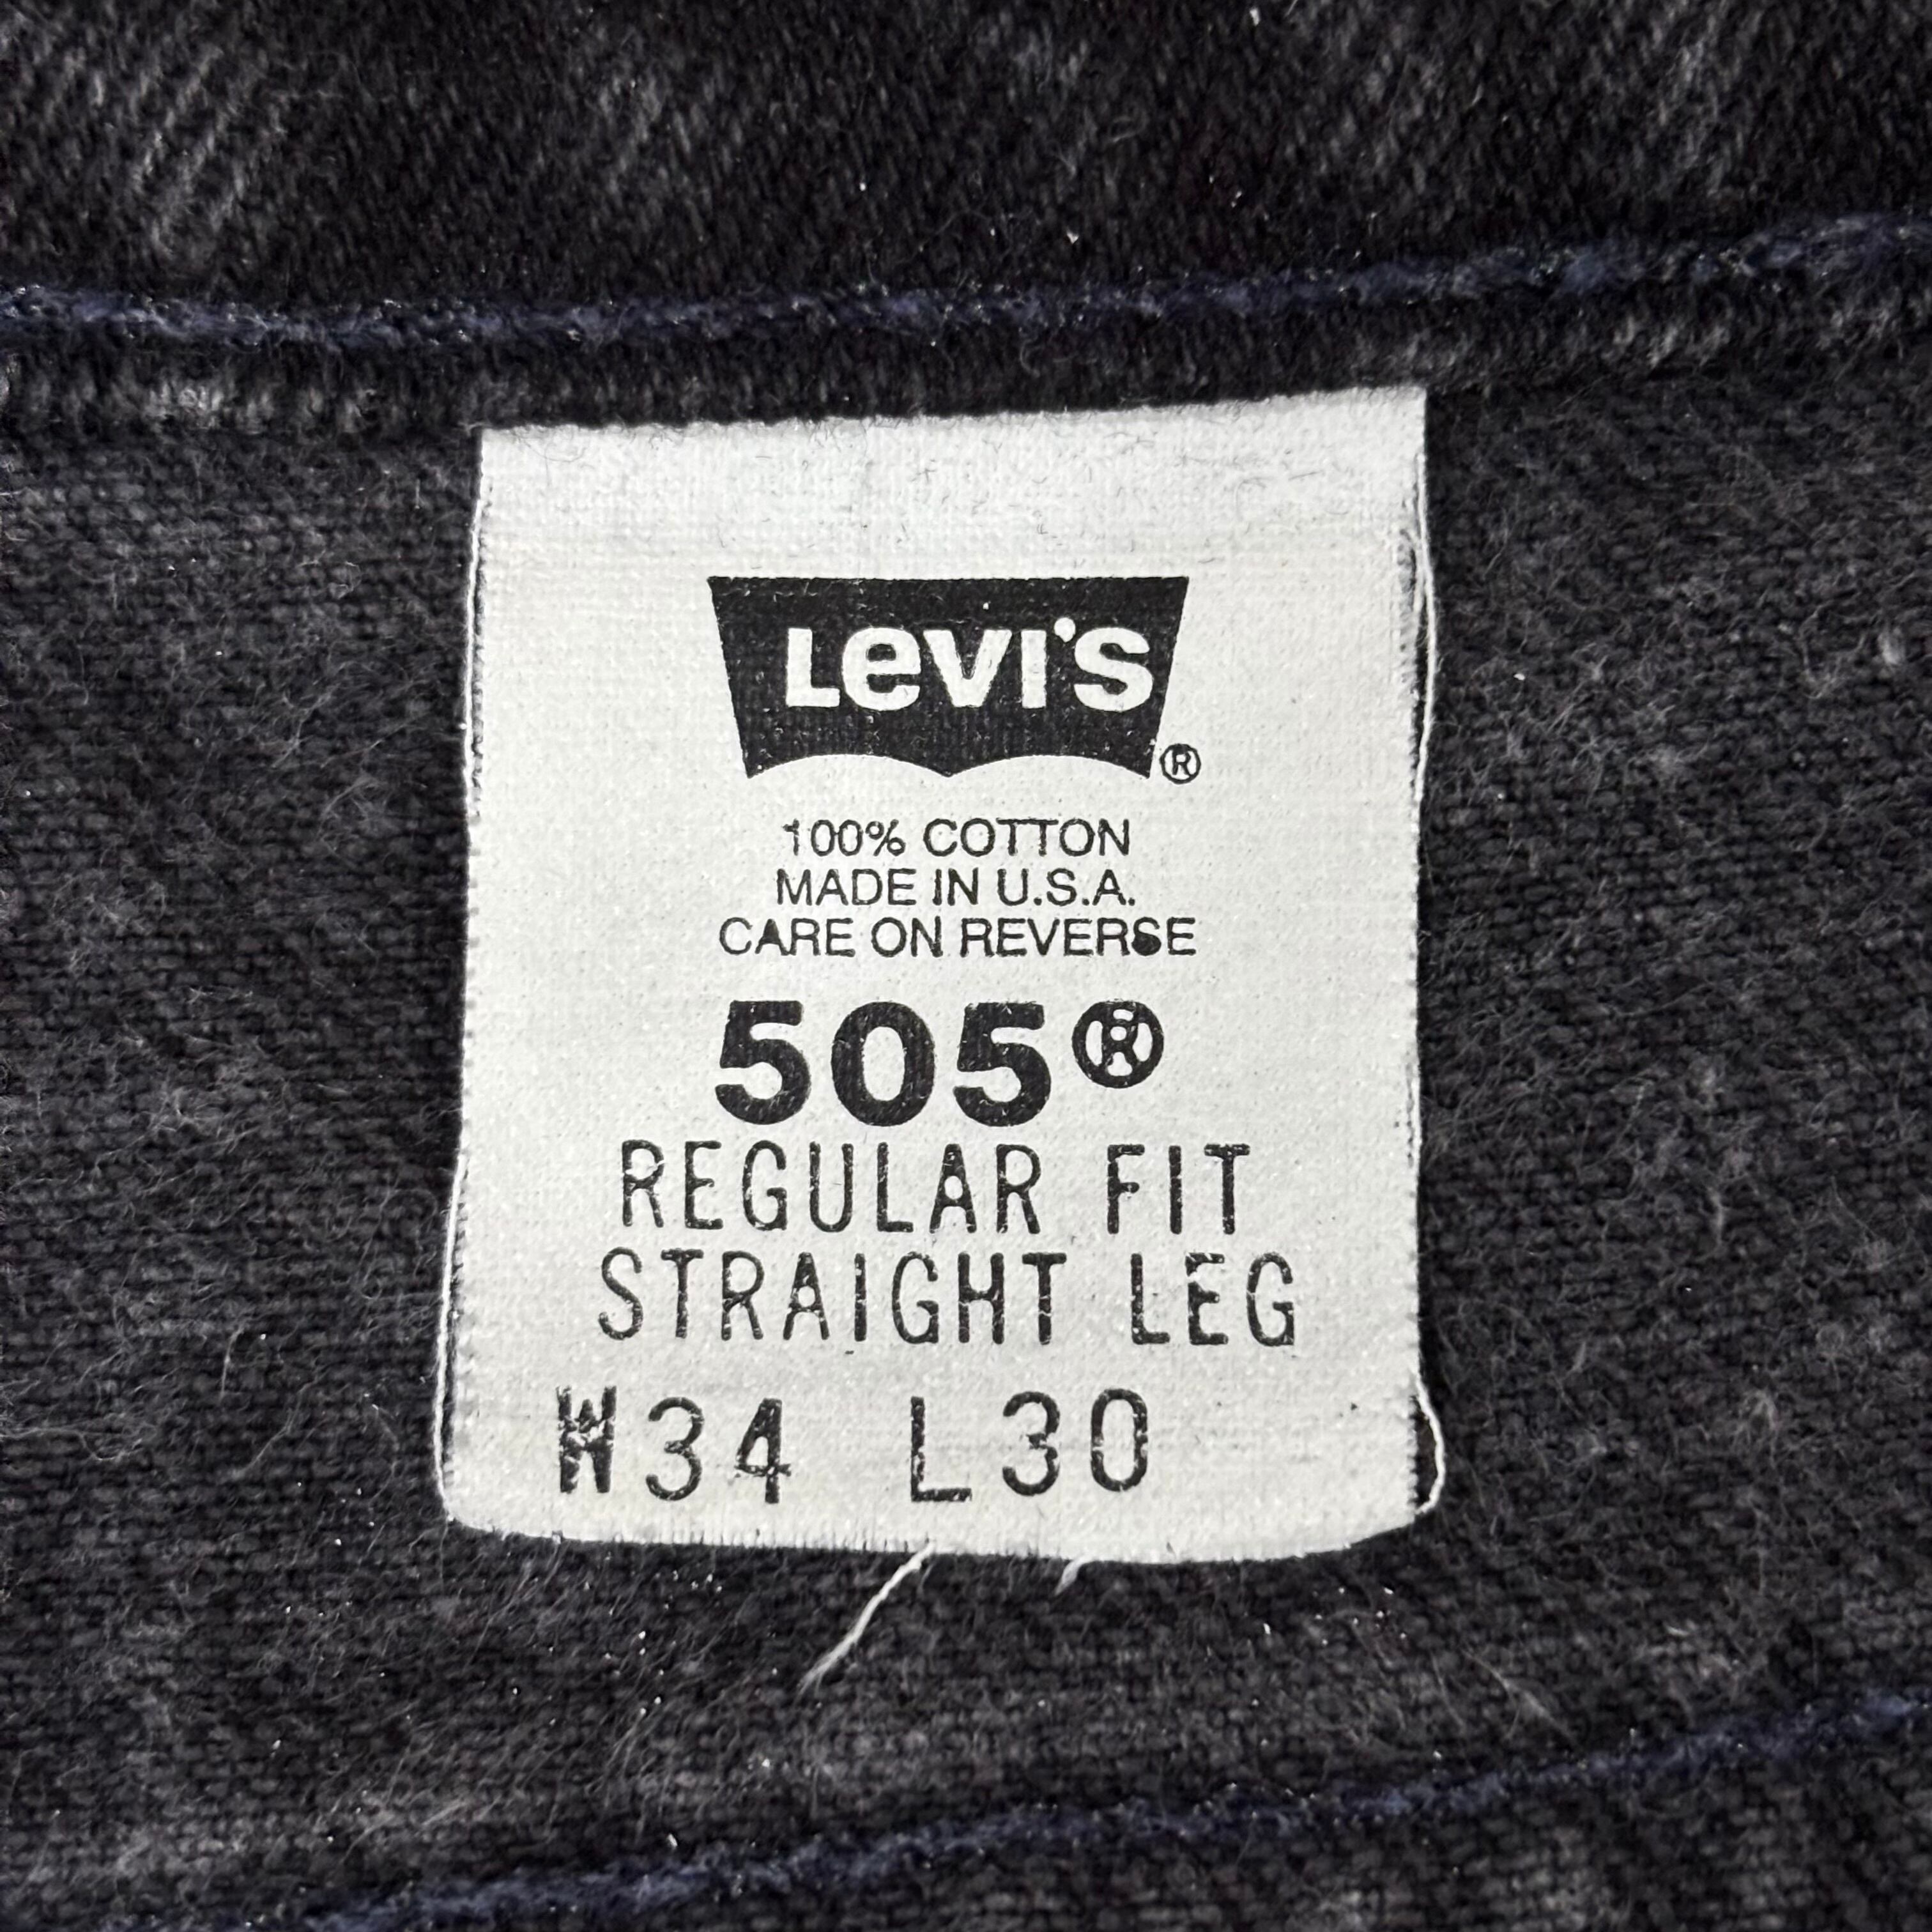 Levi's ®
100% COTTON
MADE IN U.S.A.
CARE ON REVERSE
505®
REGULAR FIT
STRAIGHT LEG
W34 L30